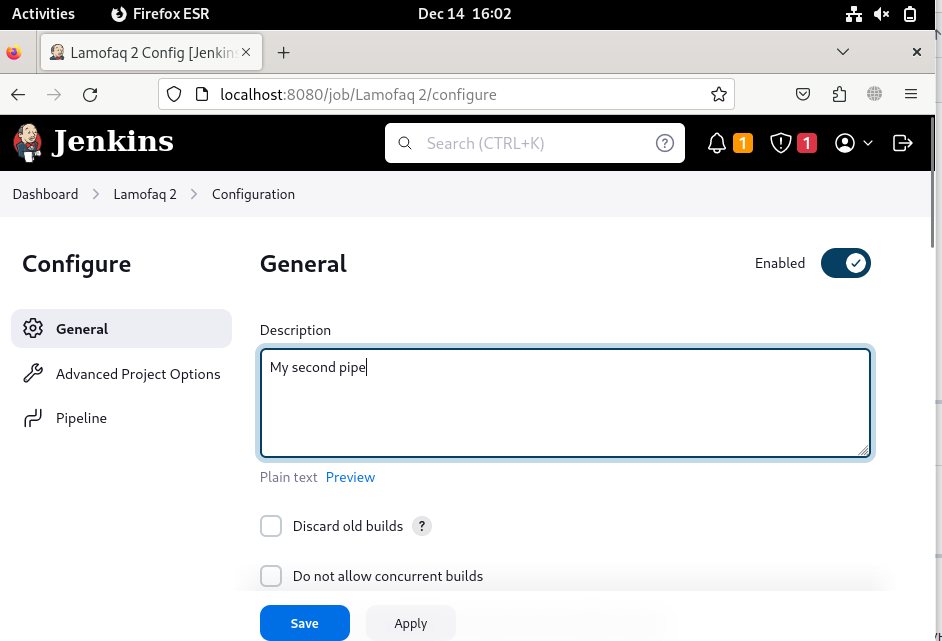 Activities Firefox ESR Dec 14 16:02
Lamofaq 2 Config [Jenkins
localhost:8080/job/Lamofaq 2/configure
Jenkins Search (CTRL+K) ? 1 1
Dashboard Lamofaq 2 Configuration
Configure
General
Advanced Project Options
Pipeline
General Enabled
Description
My second pipe
Plain text Preview
Discard old builds ?
Do not allow concurrent builds
Save Apply